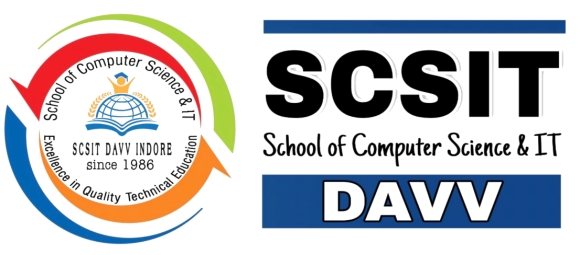 School of Computer Science & IT
SCSIT DAVV INDORE
since 1986
Excellence in Quality Technical Education
SCSIT
School of Computer Science & IT
DAVV